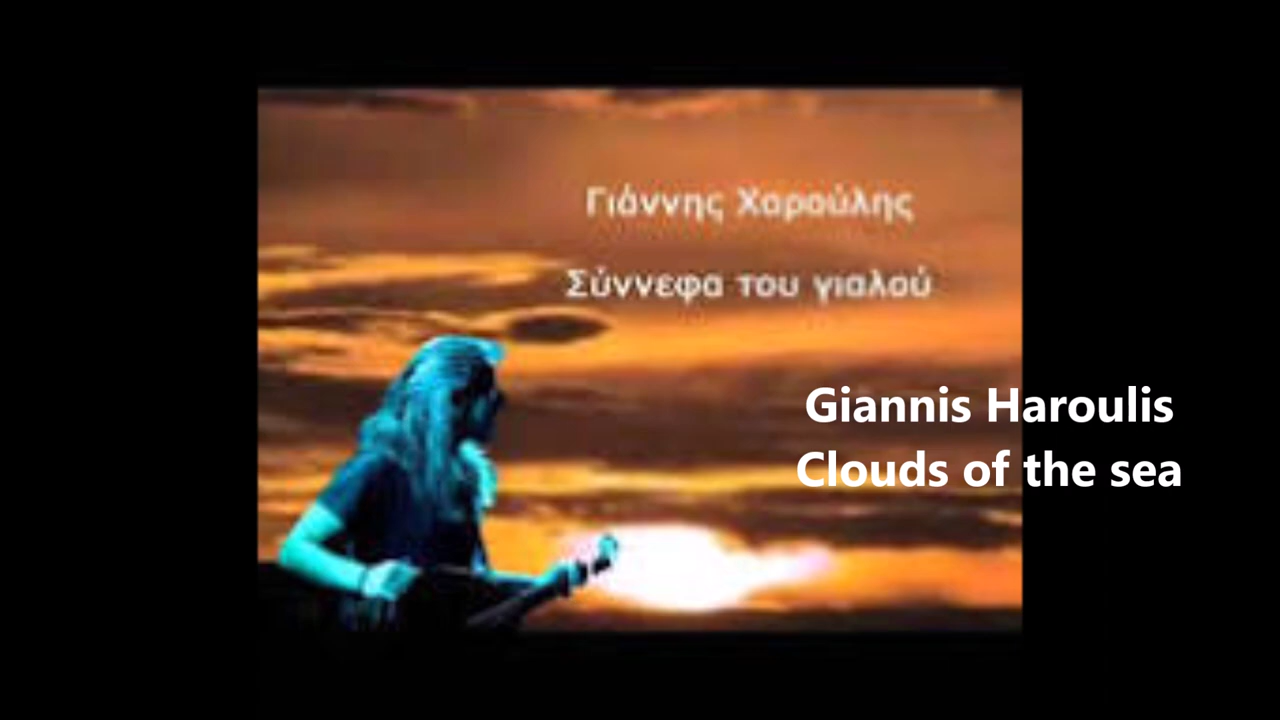 Γιάννης Χαρούλης
Σύννεφα του γιαλού
Giannis Haroulis
Clouds of the sea